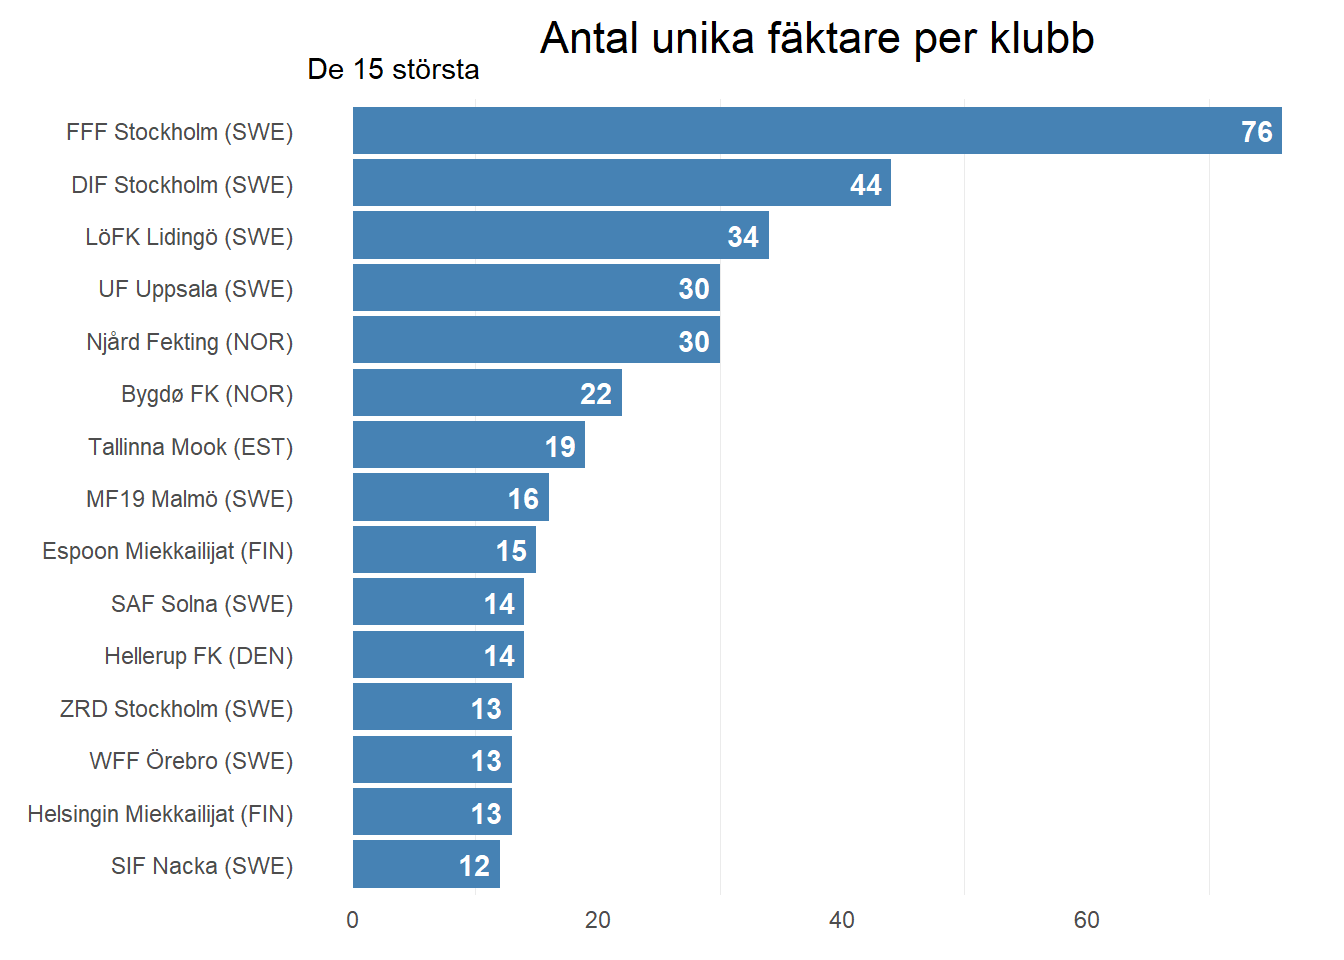 Antal unika fäktare per klubb
De 15 största
FFF Stockholm (SWE) 76
DIF Stockholm (SWE) 44
LöFK Lidingö (SWE) 34
UF Uppsala (SWE) 30
Njård Fekting (NOR) 30
Bygdø FK (NOR) 22
Tallinna Mook (EST) 19
MF19 Malmö (SWE) 16
Espoon Miekkailijat (FIN) 15
SAF Solna (SWE) 14
Hellerup FK (DEN) 14
ZRD Stockholm (SWE) 13
WFF Örebro (SWE) 13
Helsingin Miekkailijat (FIN) 13
SIF Nacka (SWE) 12
0 20 40 60